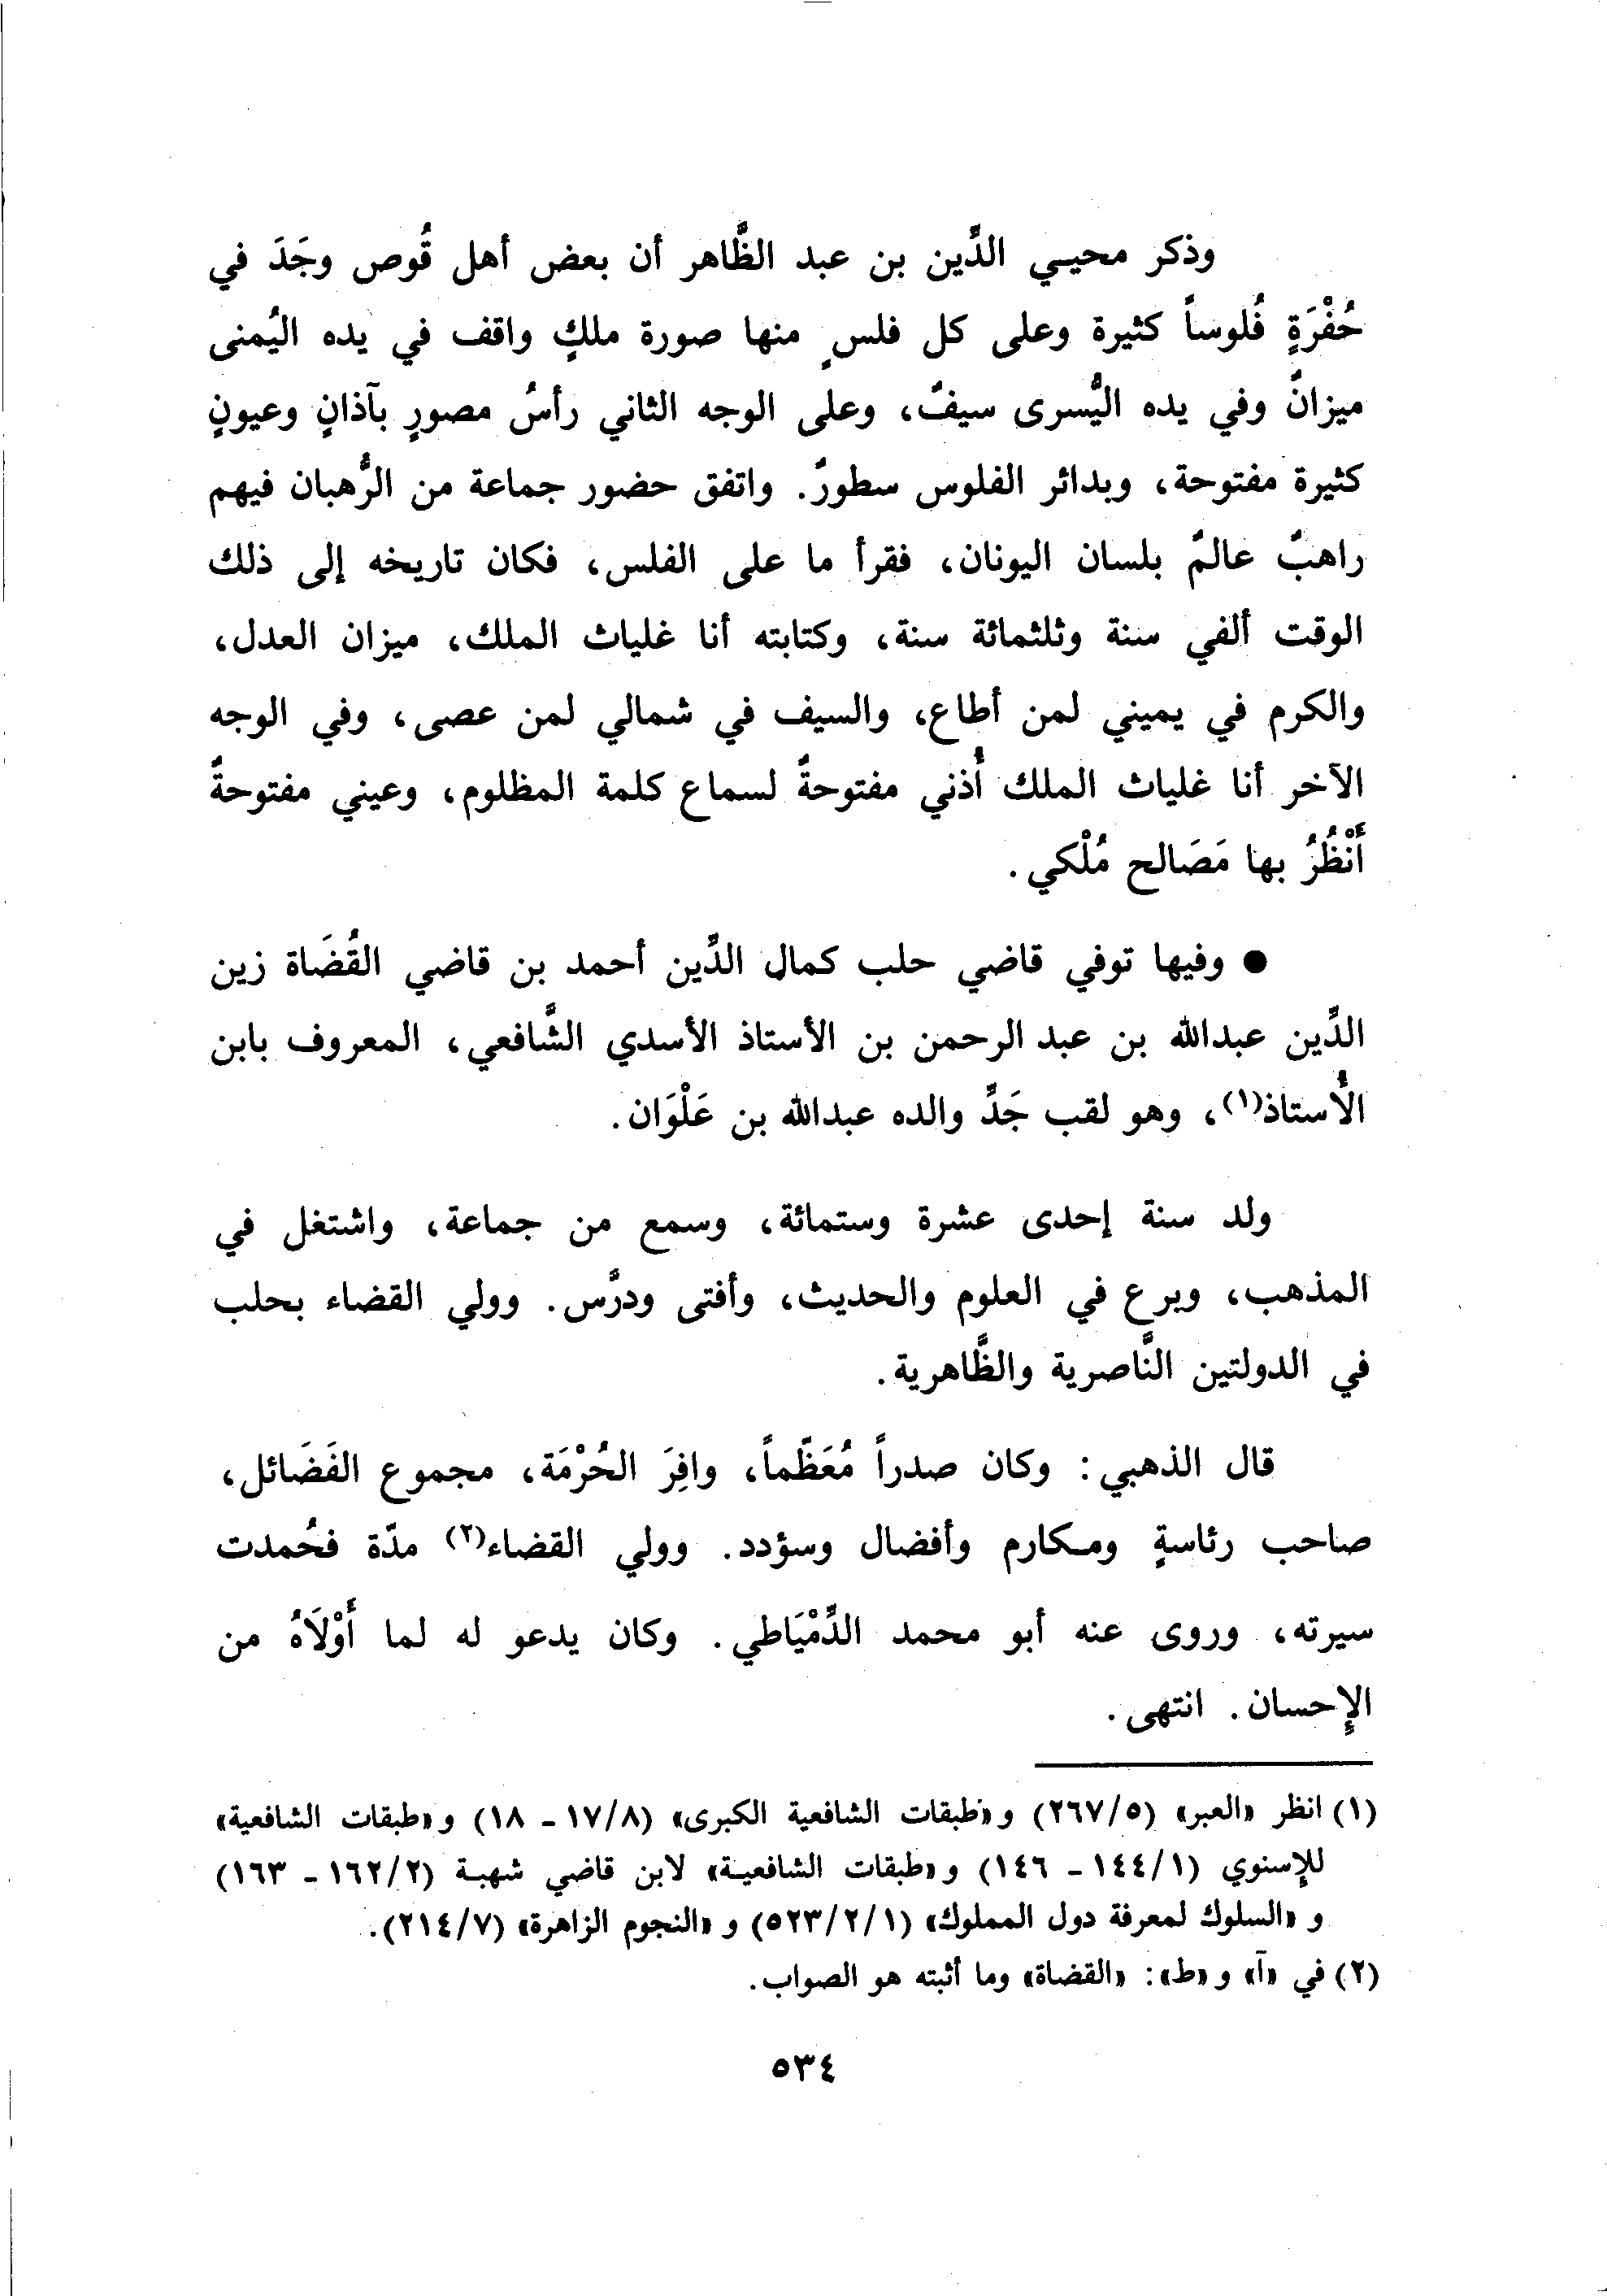 وذكر محيي الدِّين بن عبد الظَّاهر أن بعض أهل قُوص وجَدَ في
حُفْرَةٍ فُلوساً كثيرة وعلى كل فلسٍ منها صورة ملكٍ واقف في يده اليُمنى
ميزانٌ وفي يده اليُّسرى سيفٌ، وعلى الوجه الثاني رأسُ مصورٍ بآذانٍ وعيونٍ
كثيرة مفتوحة، وبدائر الفلوس سطورٌ. واتفق حضور جماعة من الرُّهبان فيهم
راهبٌ عالمٌ بلسان اليونان، فقرأ ما على الفلس، فكان تاريخه إلى ذلك
الوقت ألفي سنة وثلثمائة سنة، وكتابته أنا غلياث الملك، ميزان العدل،
والكرم في يميني لمن أطاع، والسيف في شمالي لمن عصى، وفي الوجه
الآخر أنا غلياث الملك أُذني مفتوحةٌ لسماع كلمة المظلوم، وعيني مفتوحةٌ
أَنْظُرُ بها مَصَالح مُلْكي.
● وفيها توفي قاضي حلب كمال الدِّين أحمد بن قاضي القُضَاة زين
الدِّين عبدالله بن عبد الرحمن بن الأستاذ الأسدي الشَّافعي، المعروف بابن
الأُستاذ(١)، وهو لقب جَدِّ والده عبدالله بن عَلْوَان.
ولد سنة إحدى عشرة وستمائة، وسمع من جماعة، واشتغل في
المذهب، وبرع في العلوم والحديث، وأفتى ودرَّس. وولي القضاء بحلب
في الدولتين النَّاصرية والظَّاهرية.
قال الذهبي: وكان صدراً مُعَظَّماً، وافِرَ الحُرْمَة، مجموع الفَضَائل،
صاحب رئاسةٍ ومكارم وأفضال وسؤدد. وولي القضاء(٢) مدّة فحُمدت
سيرته، وروى عنه أبو محمد الدِّمْيَاطي. وكان يدعو له لما أَوْلَاهُ من
الإِحسان. انتهى.
(١) انظر «العبر» (٢٦٧/٥) و«طبقات الشافعية الكبرى» (١٧/٨ - ١٨) و«طبقات الشافعية»
للإسنوي (١٤٤/١ - ١٤٦) و«طبقات الشافعية» لابن قاضي شهبة (١٦٢/٢ - ١٦٣)
و «السلوك لمعرفة دول المملوك» (٥٢٣/٢/١) و «النجوم الزاهرة» (٢١٤/٧).
(٢) في «آ» و «ط»: «القضاة» وما أثبته هو الصواب.
٥٣٤